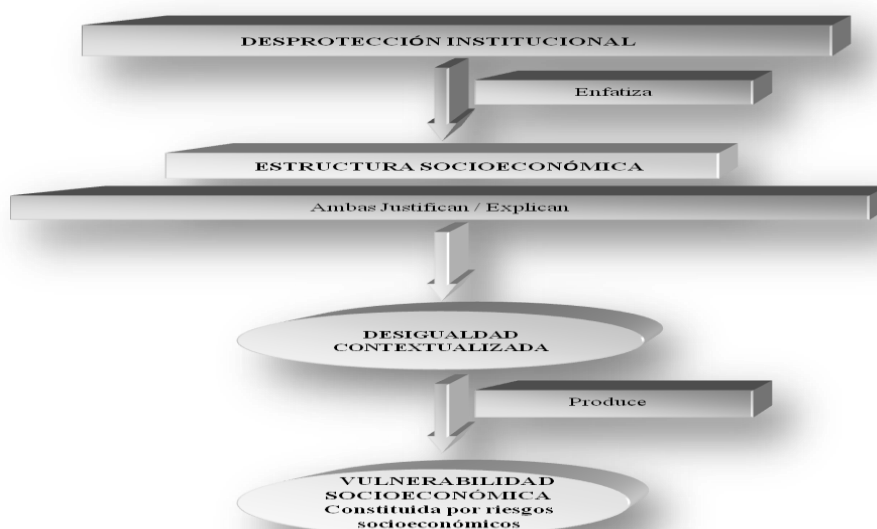 DESPROTECCIÓN INSTITUCIONAL
Enfatiza
ESTRUCTURA SOCIOECONÓMICA
Ambas Justifican / Explican
DESIGUALDAD
CONTEXTUALIZADA
Produce
VULNERABILIDAD
SOCIOECONÓMICA
Constituida por riesgos
socioeconómicos